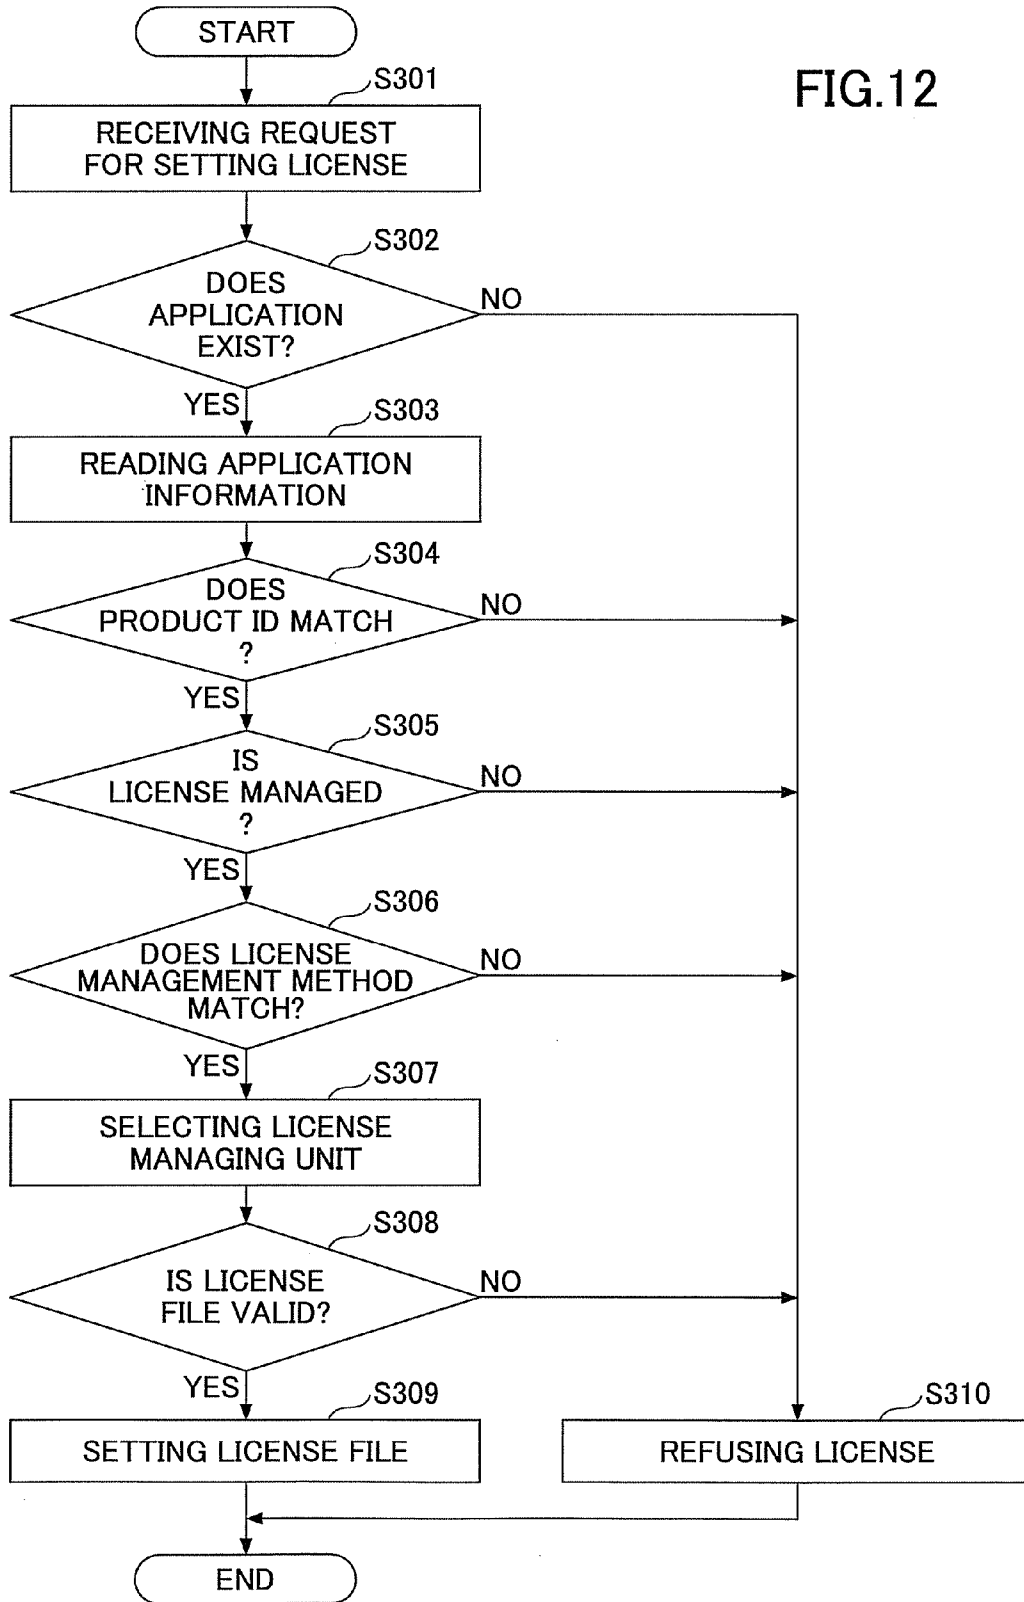 START
FIG.12
S301
RECEIVING REQUEST
FOR SETTING LICENSE
S302
DOES
APPLICATION
EXIST?
NO
YES
S303
READING APPLICATION
INFORMATION
S304
DOES
PRODUCT ID MATCH
?
NO
YES
S305
IS
LICENSE MANAGED
?
NO
YES
S306
DOES LICENSE
MANAGEMENT METHOD
MATCH?
NO
YES
S307
SELECTING LICENSE
MANAGING UNIT
S308
IS LICENSE
FILE VALID?
NO
YES
S309
SETTING LICENSE FILE
S310
REFUSING LICENSE
END